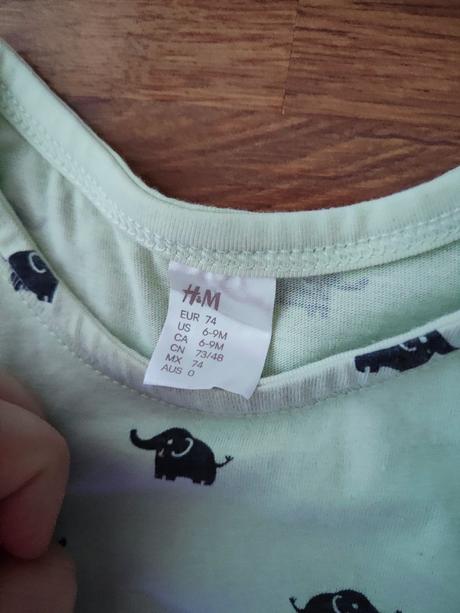 H&M
EUR 74
US 6-9M
CA 6-9M
CN 73/48
MX 74
AUS 0